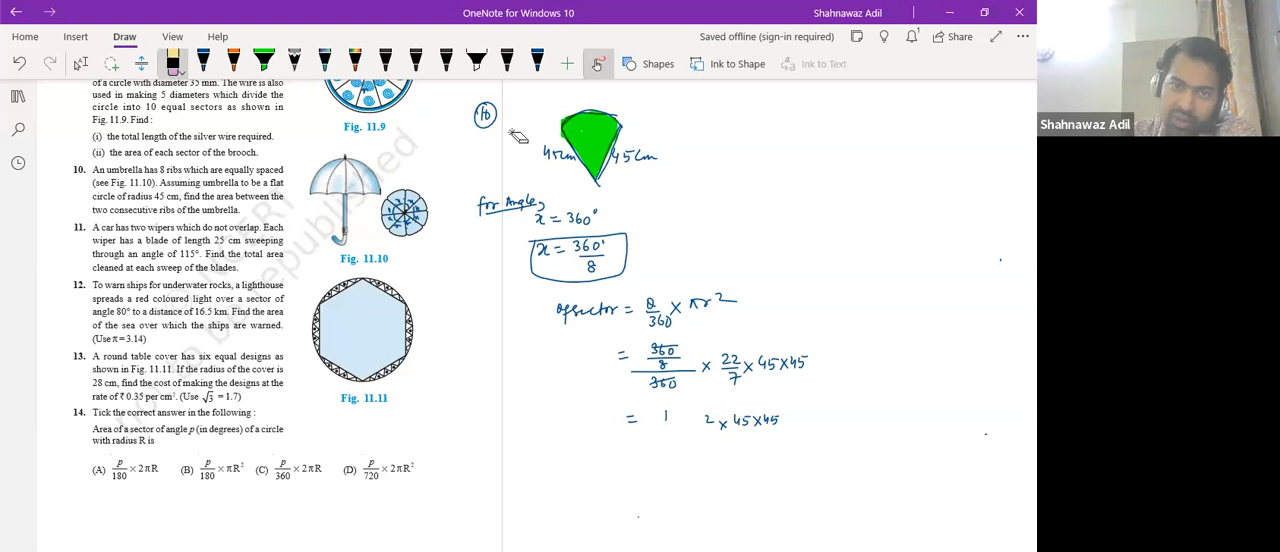 OneNote for Windows 10
Shahnawaz Adil
Home Insert Draw View Help
Saved offline (sign-in required)
Share
Shapes
Ink to Shape
Ink to Text
of a circle with diameter 35 mm. The wire is also
used in making 5 diameters which divide the
circle into 10 equal sectors as shown in
Fig. 11.9. Find :
(i) the total length of the silver wire required.
(ii) the area of each sector of the brooch.
Fig. 11.9
10. An umbrella has 8 ribs which are equally spaced
(see Fig. 11.10). Assuming umbrella to be a flat
circle of radius 45 cm, find the area between the
two consecutive ribs of the umbrella.
11. A car has two wipers which do not overlap. Each
wiper has a blade of length 25 cm sweeping
through an angle of 115°. Find the total area
cleaned at each sweep of the blades.
Fig. 11.10
12. To warn ships for underwater rocks, a lighthouse
spreads a red coloured light over a sector of
angle 80° to a distance of 16.5 km. Find the area
of the sea over which the ships are warned.
(Use π = 3.14)
13. A round table cover has six equal designs as
shown in Fig. 11.11. If the radius of the cover is
28 cm, find the cost of making the designs at the
rate of ₹ 0.35 per cm². (Use √3 = 1.7)
Fig. 11.11
14. Tick the correct answer in the following :
Area of a sector of angle p (in degrees) of a circle
with radius R is
(A) p/180 × 2πR (B) p/180 × πR² (C) p/360 × 2πR (D) p/720 × 2πR²
not to be republished
10
45cm 45cm
for Angle,
x = 360°
x = 360°/8
of sector = θ/360 × πr2
= 360/8/360 × 22/7 × 45×45
= 1 2 × 45×45
Shahnawaz Adil